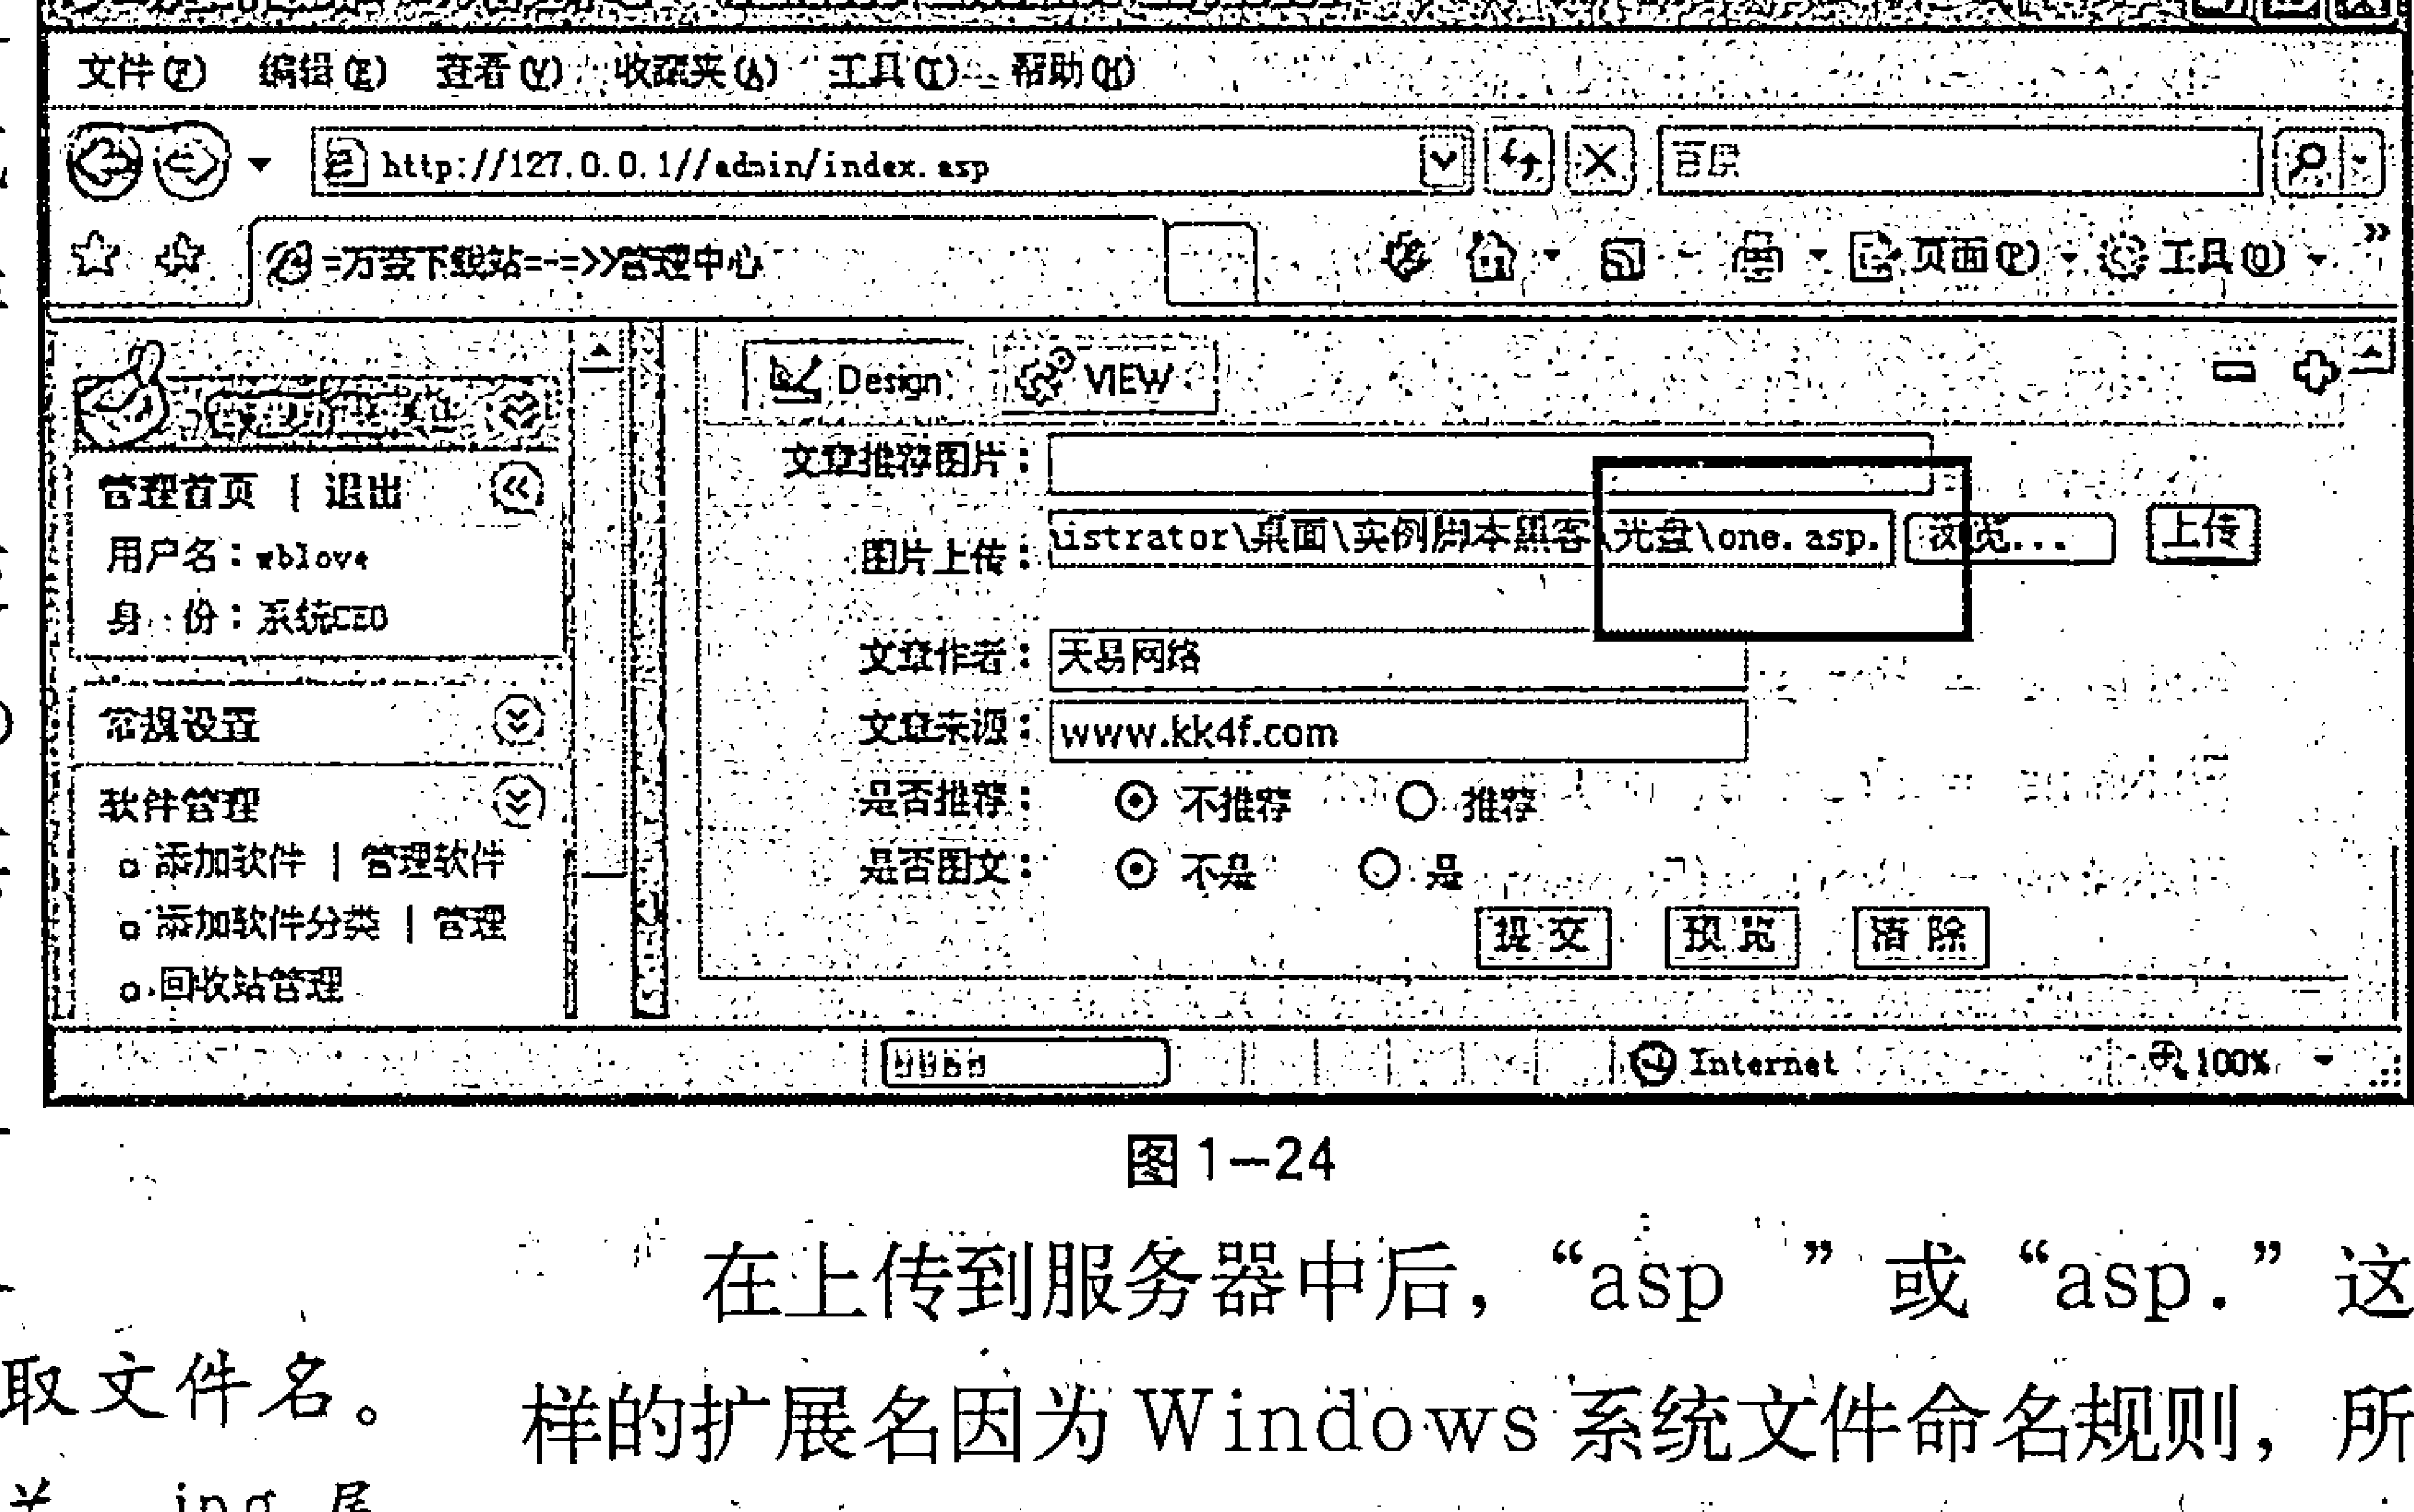 文件(F) 编辑(E) 查看(V) 收藏夹(A) 工具(T) 帮助(H)
http://127.0.0.1//admin/index.asp
百度
=-=>>管理中心
页面(P) 工具(O)
Design VIEW
管理首页 | 退出
用户名：wblove
身 份：系统CEO
常规设置
软件管理
添加软件 | 管理软件
添加软件分类 | 管理
回收站管理
文章推荐图片：
图片上传： istrator\桌面\实例脚本黑客\光盘\one.asp. 浏览... 上传
文章作者： 天易网络
文章来源： www.kk4f.com
是否推荐： 不推荐 推荐
是否图文： 不是 是
提交 预览 清除
Internet 100%
图1—24
在上传到服务器中后，“asp ”或“asp.”这
样的扩展名因为Windows系统文件命名规则，所
取文件名。